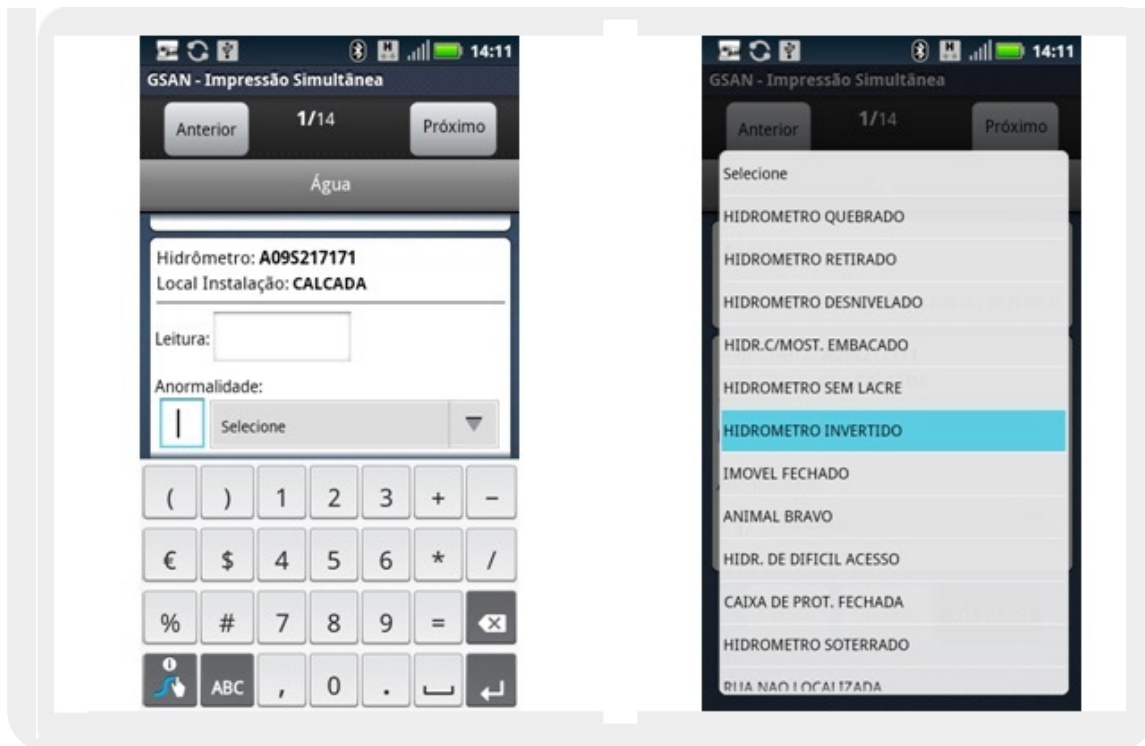 14:11
GSAN - Impressão Simultânea
Anterior
1/14
Próximo
Água
Hidrômetro: A09S217171
Local Instalação: CALCADA
Leitura:
Anormalidade:
Selecione
( ) 1 2 3 + −
€ $ 4 5 6 * /
% # 7 8 9 =
ABC , 0 .
14:11
GSAN - Impressão Simultânea
Anterior
1/14
Próximo
Selecione
HIDROMETRO QUEBRADO
HIDROMETRO RETIRADO
HIDROMETRO DESNIVELADO
HIDR.C/MOST. EMBACADO
HIDROMETRO SEM LACRE
HIDROMETRO INVERTIDO
IMOVEL FECHADO
ANIMAL BRAVO
HIDR. DE DIFICIL ACESSO
CAIXA DE PROT. FECHADA
HIDROMETRO SOTERRADO
RUA NAO LOCALIZADA